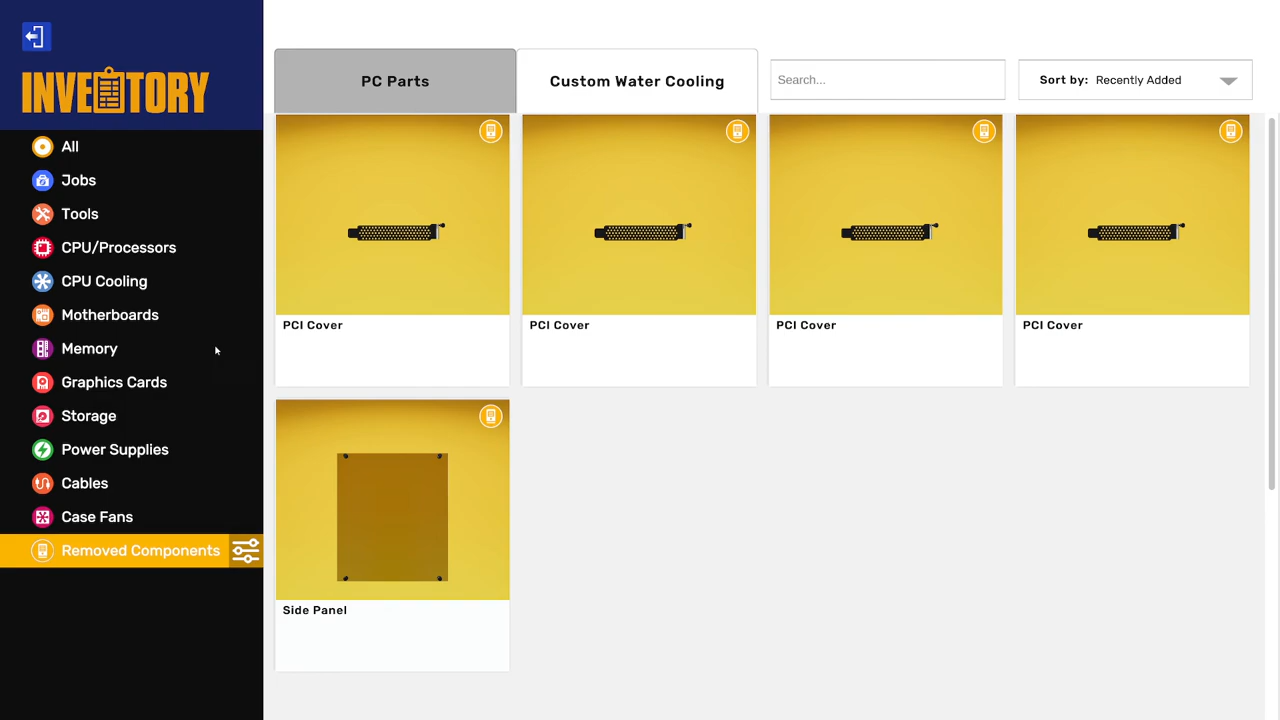 INVENTORY
All
Jobs
Tools
CPU/Processors
CPU Cooling
Motherboards
Memory
Graphics Cards
Storage
Power Supplies
Cables
Case Fans
Removed Components
PC Parts
Custom Water Cooling
Search...
Sort by: Recently Added
PCI Cover
PCI Cover
PCI Cover
PCI Cover
Side Panel